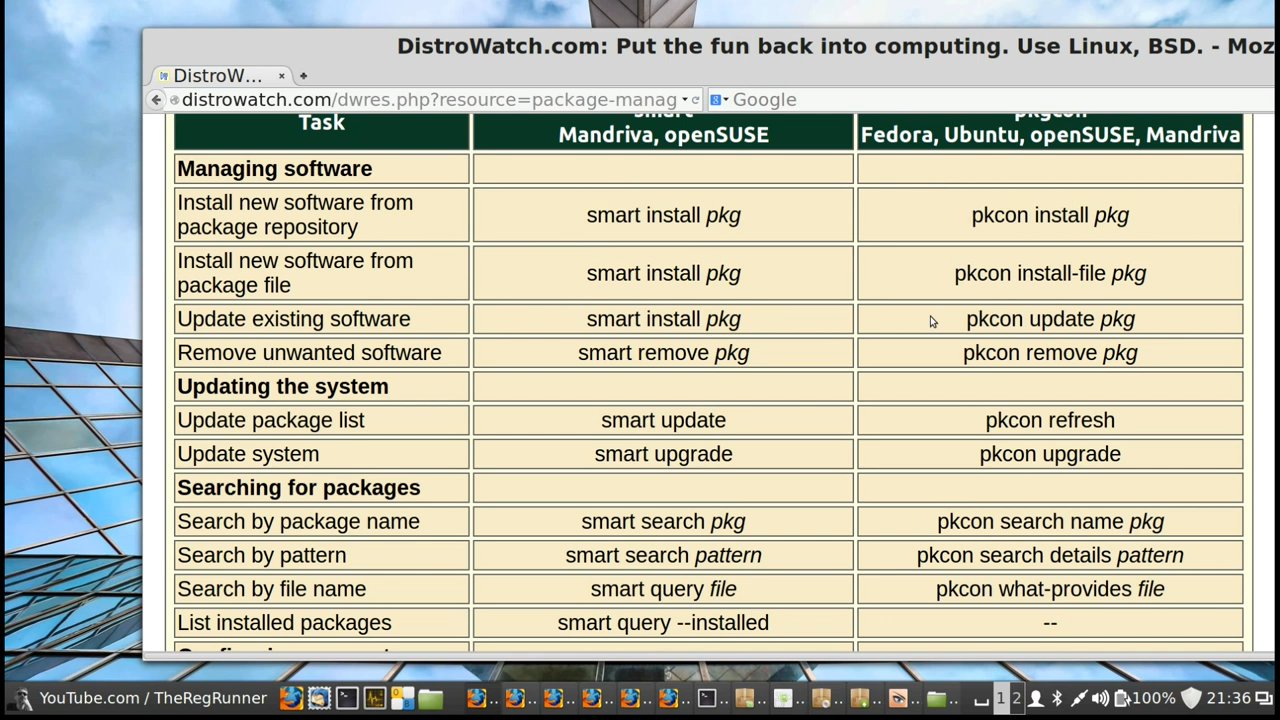 DistroWatch.com: Put the fun back into computing. Use Linux, BSD. - Moz
DistroW...
distrowatch.com/dwres.php?resource=package-manag
Google
Task
smart
Mandriva, openSUSE
pkgcon
Fedora, Ubuntu, openSUSE, Mandriva
Managing software
Install new software from
package repository
smart install pkg
pkcon install pkg
Install new software from
package file
smart install pkg
pkcon install-file pkg
Update existing software
smart install pkg
pkcon update pkg
Remove unwanted software
smart remove pkg
pkcon remove pkg
Updating the system
Update package list
smart update
pkcon refresh
Update system
smart upgrade
pkcon upgrade
Searching for packages
Search by package name
smart search pkg
pkcon search name pkg
Search by pattern
smart search pattern
pkcon search details pattern
Search by file name
smart query file
pkcon what-provides file
List installed packages
smart query --installed
--
YouTube.com / TheRegRunner
1 2
100%
21:36